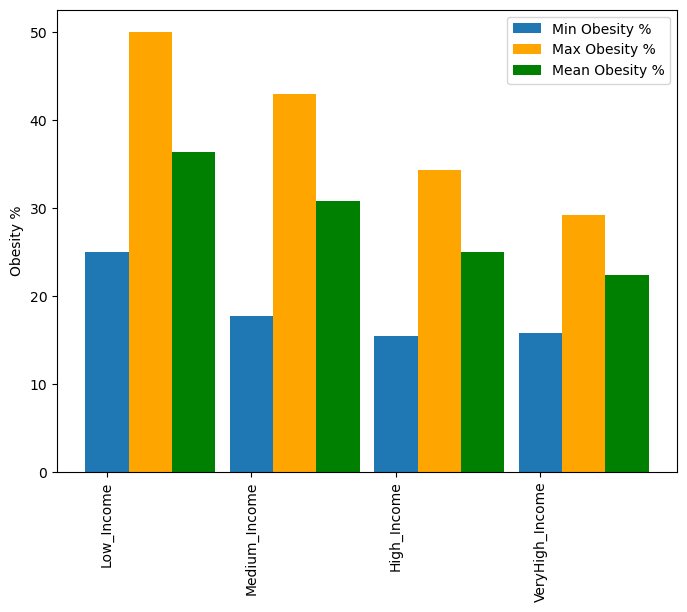 Min Obesity %
Max Obesity %
Mean Obesity %
Obesity %
50
40
30
20
10
0
Low_Income
Medium_Income
High_Income
VeryHigh_Income